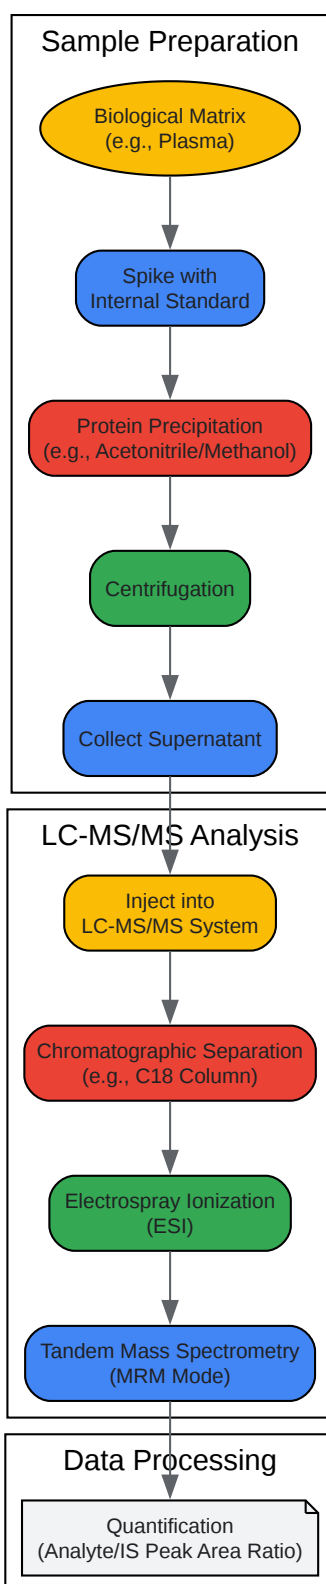 Sample Preparation
Biological Matrix
(e.g., Plasma)
Spike with
Internal Standard
Protein Precipitation
(e.g., Acetonitrile/Methanol)
Centrifugation
Collect Supernatant
LC-MS/MS Analysis
Inject into
LC-MS/MS System
Chromatographic Separation
(e.g., C18 Column)
Electrospray Ionization
(ESI)
Tandem Mass Spectrometry
(MRM Mode)
Data Processing
Quantification
(Analyte/IS Peak Area Ratio)